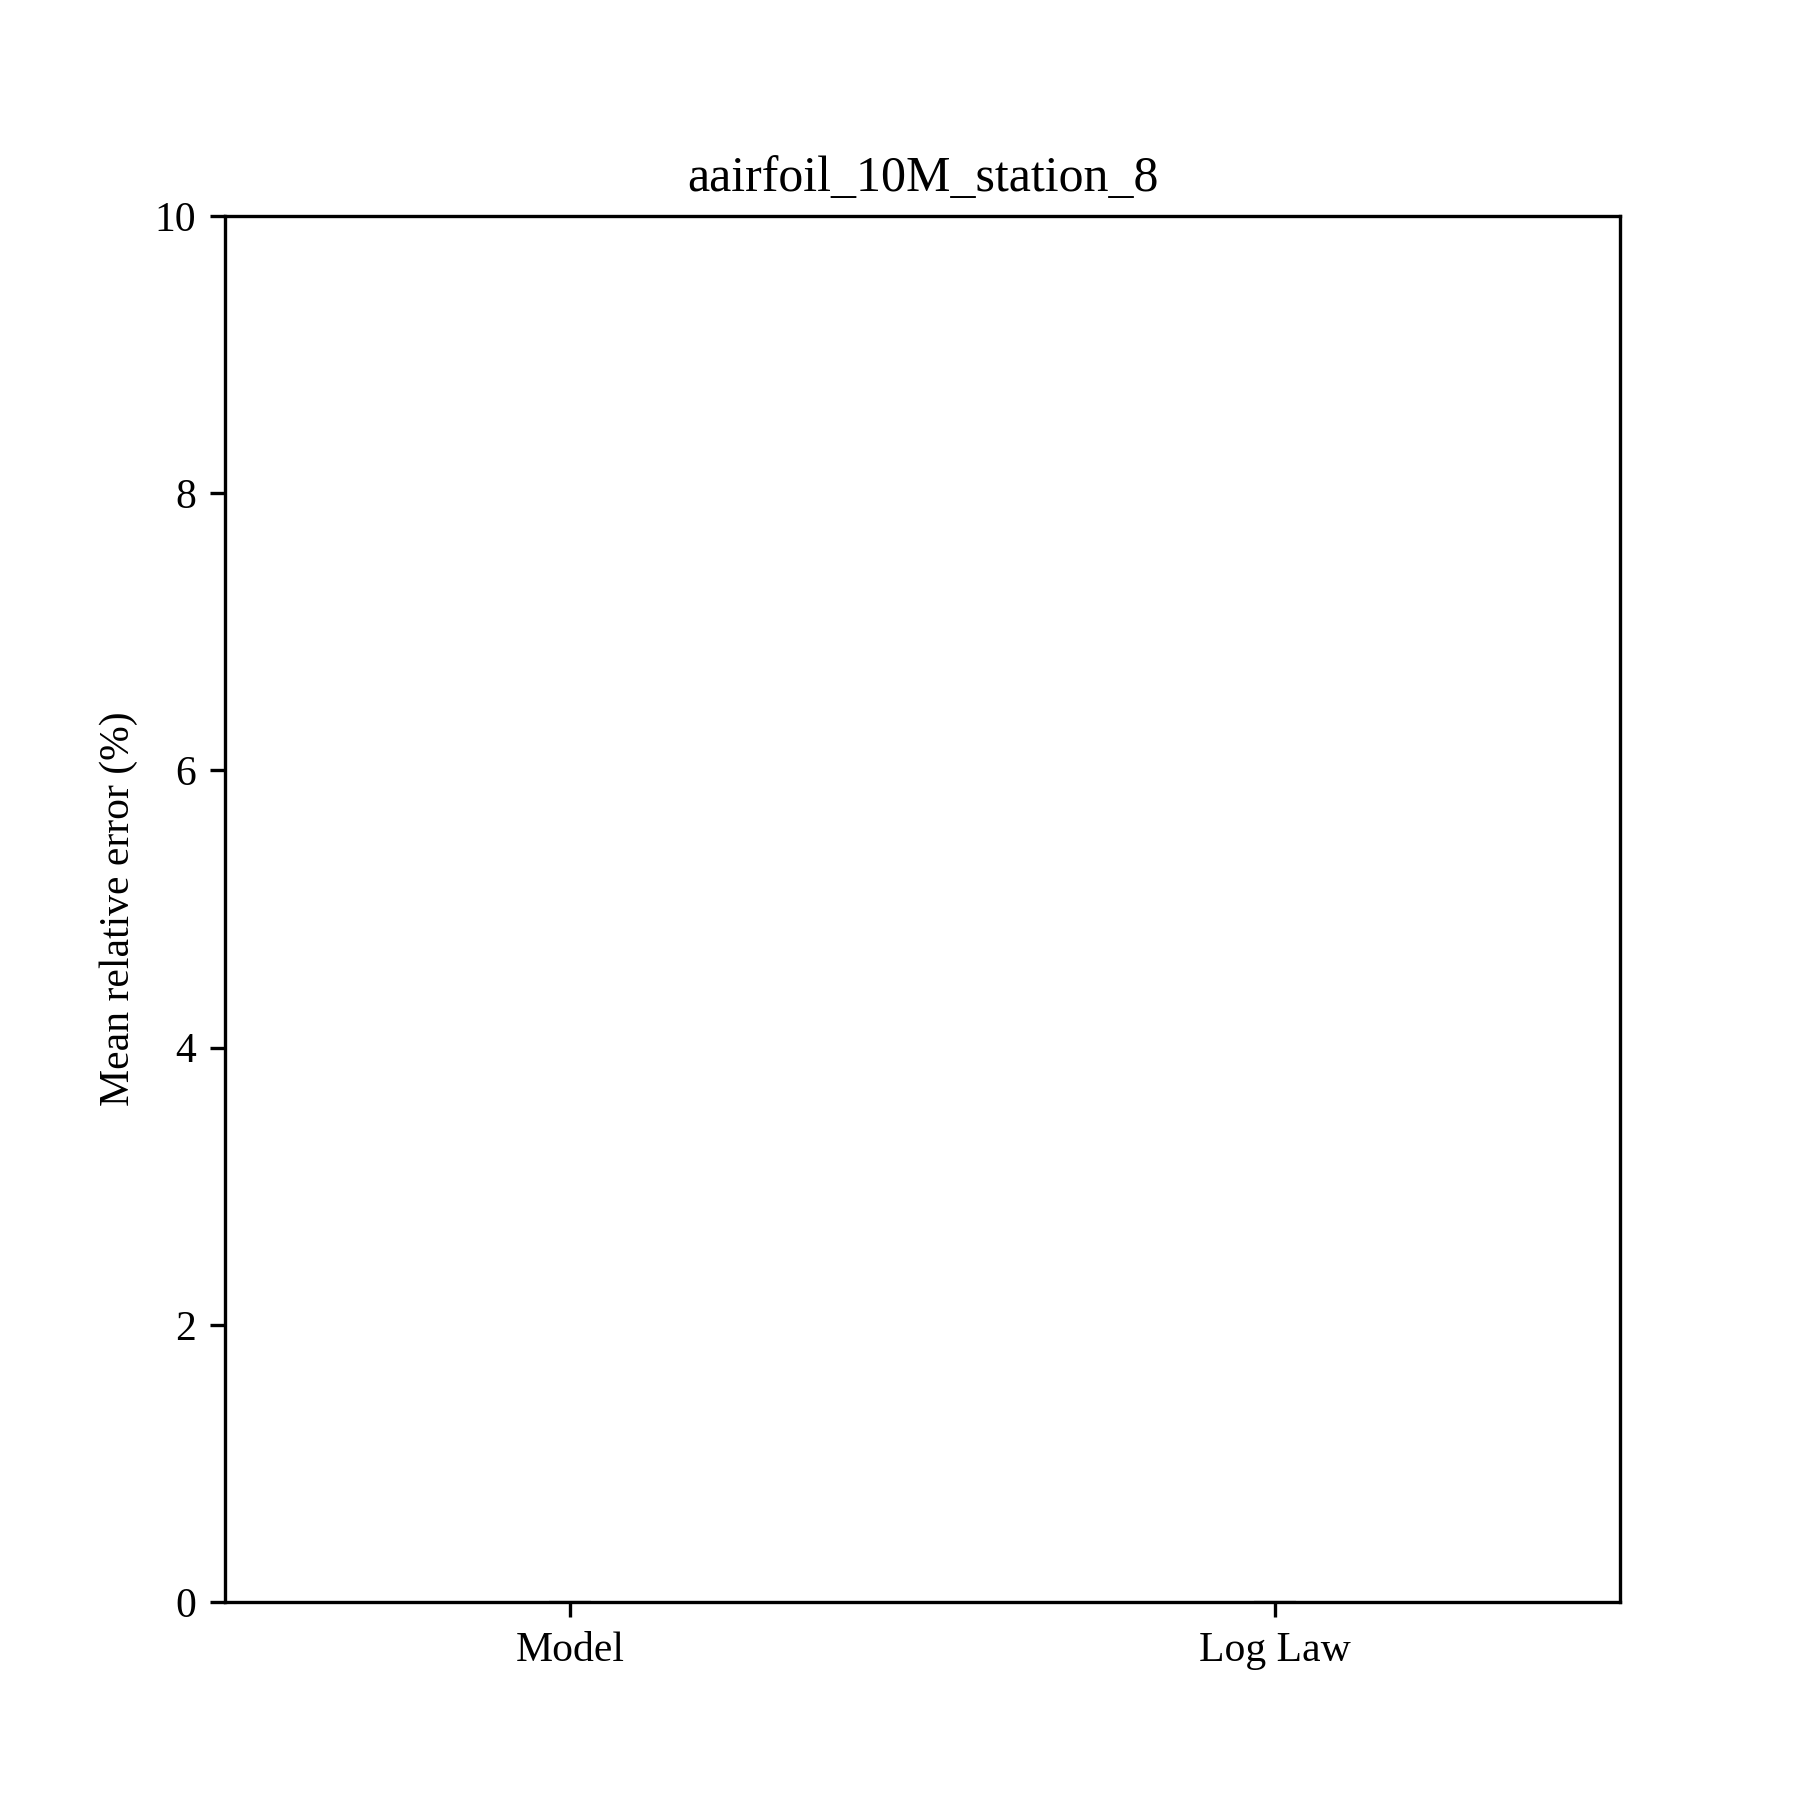 aairfoil_10M_station_8
10
8
6
4
2
0
Mean relative error (%)
Model
Log Law